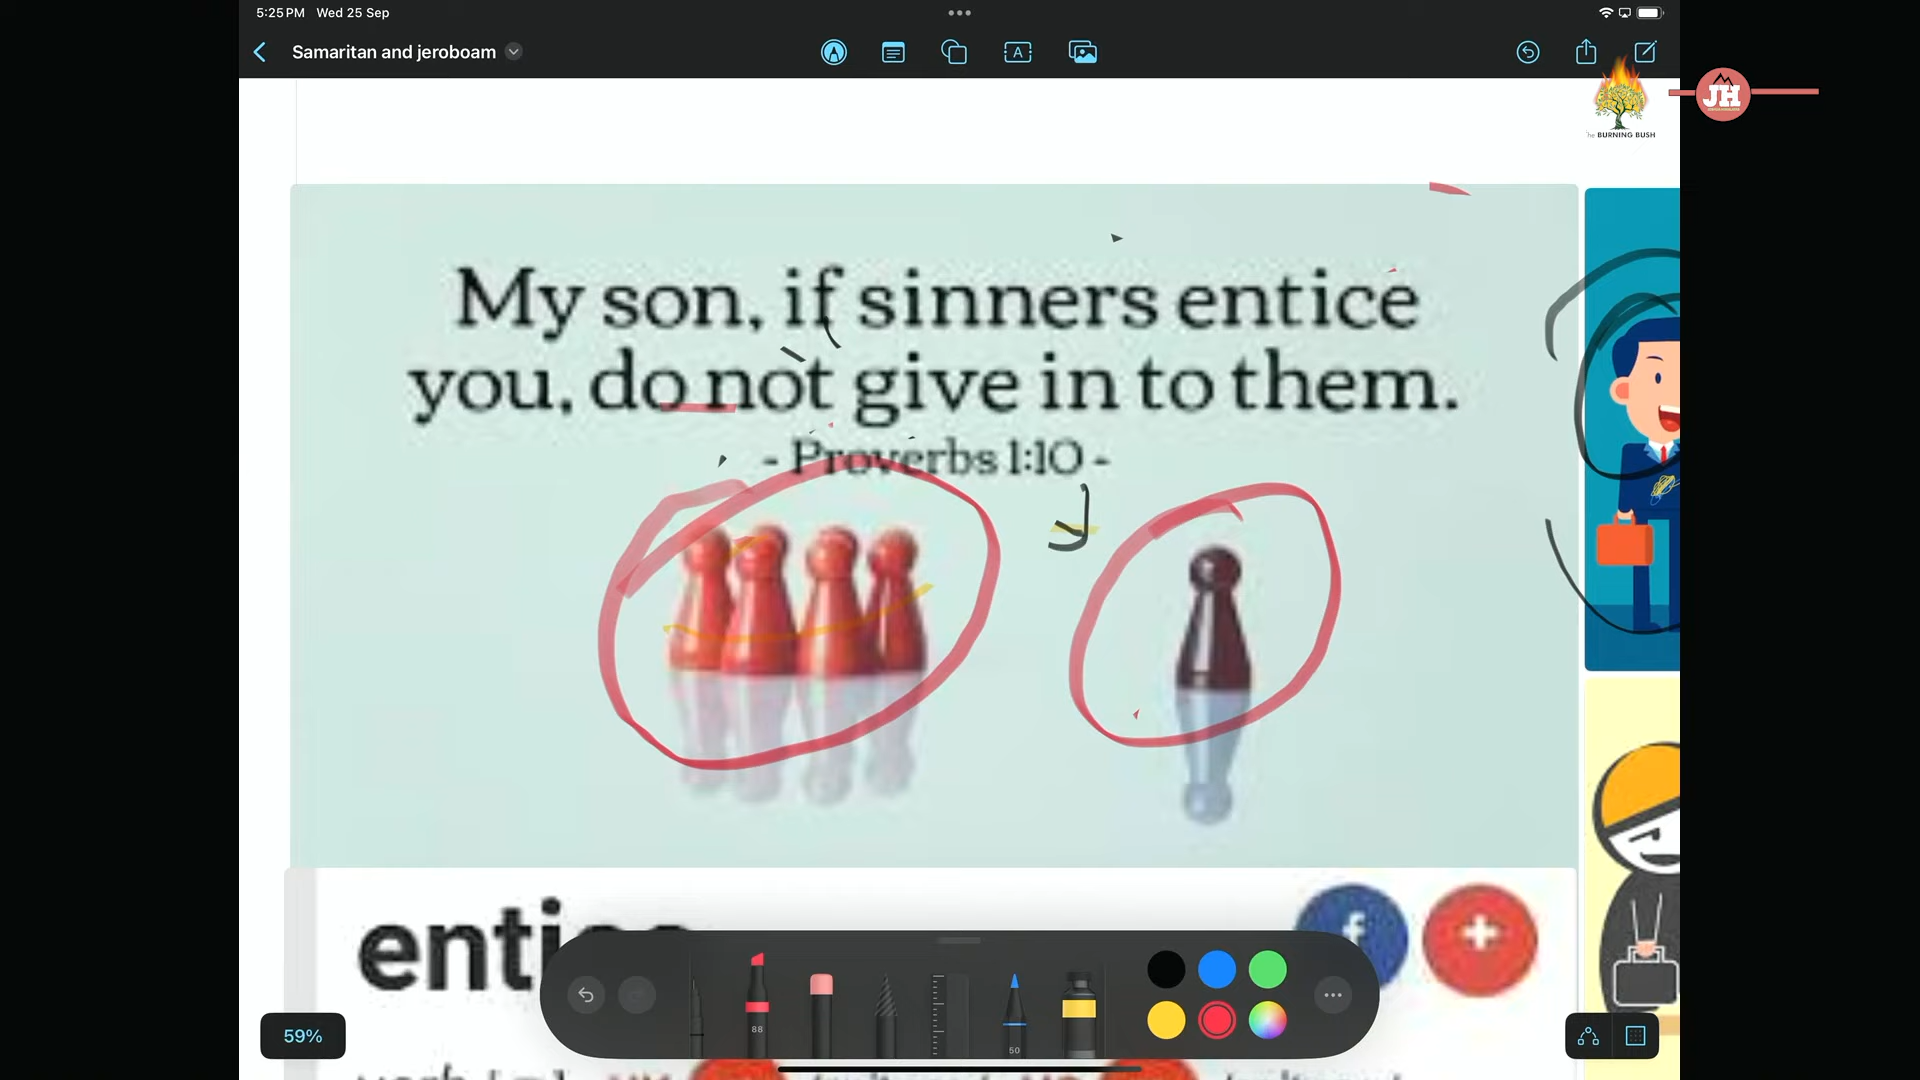 5:25 PM Wed 25 Sep
Samaritan and jeroboam
A
JH
The BURNING BUSH
My son, if sinners entice
you, do not give in to them.
- Proverbs 1:10 -
f
+
88
50
59%